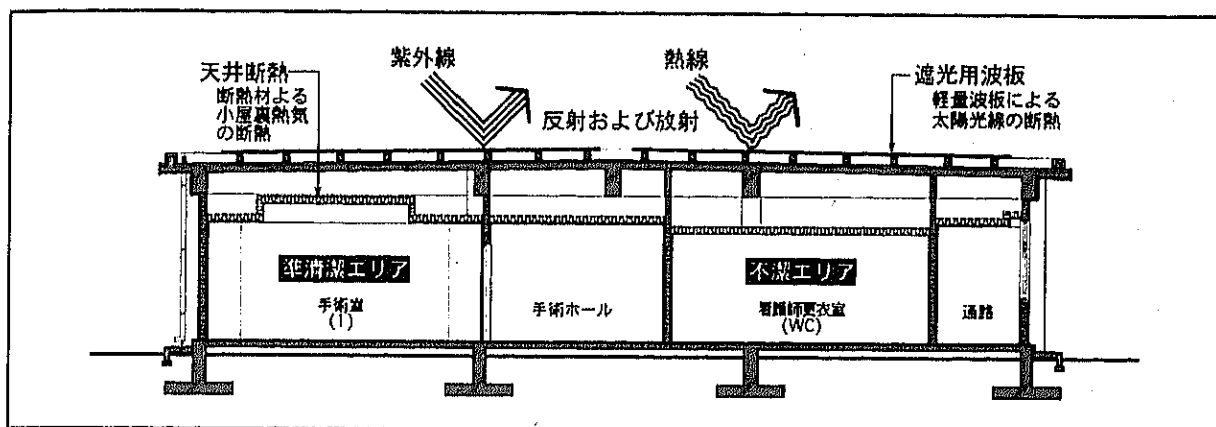 紫外線
熱線
天井断熱
断熱材よる
小屋裏熱気
の断熱
反射および放射
遮光用波板
軽量波板による
太陽光線の断熱
準清潔エリア
手術室
(1)
手術ホール
不潔エリア
看護師更衣室
(WC)
通路